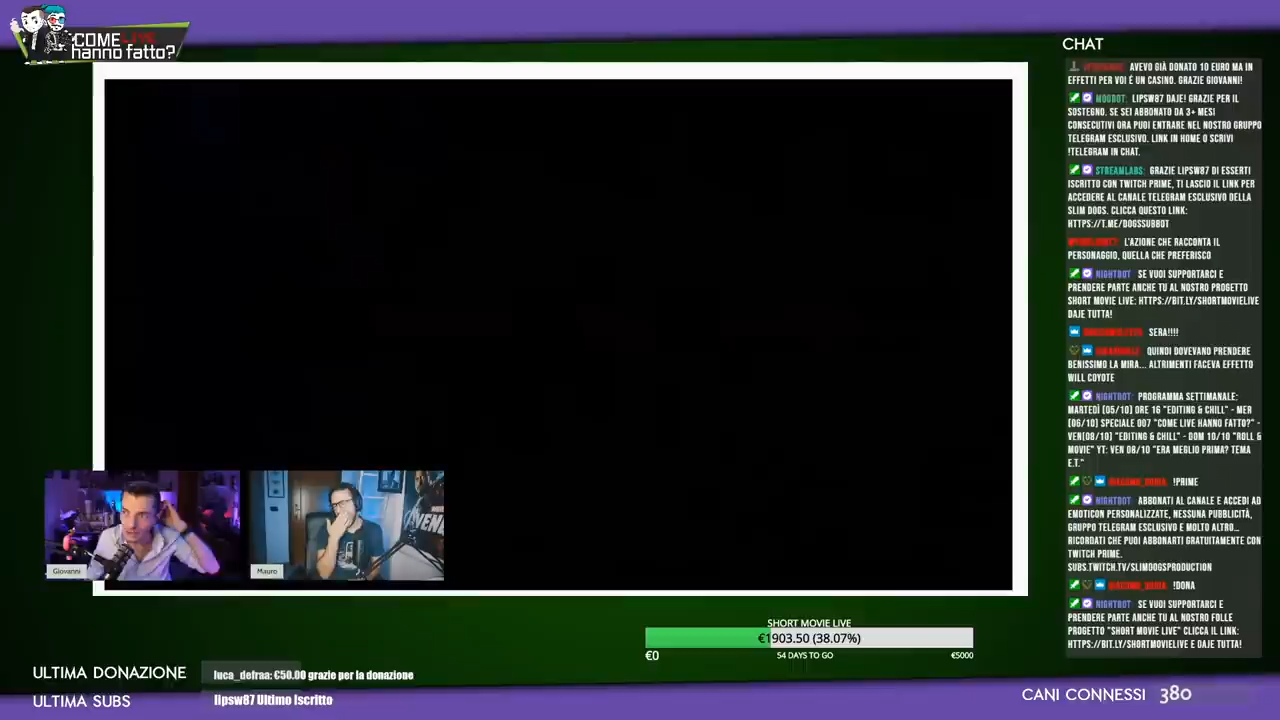 COME LIVE
hanno fatto?
CHAT
AVEVO GIÀ DONATO 10 EURO MA IN
EFFETTI PER VOI É UN CASINO. GRAZIE GIOVANNI!
MOOBOT: LIPSW87 DAJE! GRAZIE PER IL
SOSTEGNO. SE SEI ABBONATO DA 3+ MESI
CONSECUTIVI ORA PUOI ENTRARE NEL NOSTRO GRUPPO
TELEGRAM ESCLUSIVO. LINK IN HOME O SCRIVI
!TELEGRAM IN CHAT.
STREAMLABS: GRAZIE LIPSW87 DI ESSERTI
ISCRITTO CON TWITCH PRIME, TI LASCIO IL LINK PER
ACCEDERE AL CANALE TELEGRAM ESCLUSIVO DELLA
SLIM DOGS. CLICCA QUESTO LINK:
HTTPS://T.ME/DOGSSUBBOT
L'AZIONE CHE RACCONTA IL
PERSONAGGIO, QUELLA CHE PREFERISCO
NIGHTBOT: SE VUOI SUPPORTARCI E
PRENDERE PARTE ANCHE TU AL NOSTRO PROGETTO
SHORT MOVIE LIVE: HTTPS://BIT.LY/SHORTMOVIELIVE
DAJE TUTTA!
SERA!!!!
QUINDI DOVEVANO PRENDERE
BENISSIMO LA MIRA... ALTRIMENTI FACEVA EFFETTO
WILL COYOTE
NIGHTBOT: PROGRAMMA SETTIMANALE:
MARTEDÌ (05/10) ORE 16 "EDITING & CHILL" - MER
(06/10) SPECIALE 007 "COME LIVE HANNO FATTO?" -
VEN(08/10) "EDITING & CHILL" - DOM 10/10 "ROLL &
MOVIE" YT: VEN 08/10 "ERA MEGLIO PRIMA? TEMA
E.T."
!PRIME
NIGHTBOT: ABBONATI AL CANALE E ACCEDI AD
EMOTICON PERSONALIZZATE, NESSUNA PUBBLICITÀ,
GRUPPO TELEGRAM ESCLUSIVO E MOLTO ALTRO...
RICORDATI CHE PUOI ABBONARTI GRATUITAMENTE CON
TWITCH PRIME.
SUBS.TWITCH.TV/SLIMDOGSPRODUCTION
!DONA
NIGHTBOT: SE VUOI SUPPORTARCI E
PRENDERE PARTE ANCHE TU AL NOSTRO FOLLE
PROGETTO "SHORT MOVIE LIVE" CLICCA IL LINK:
HTTPS://BIT.LY/SHORTMOVIELIVE E DAJE TUTTA!
Giovanni
Mauro
SHORT MOVIE LIVE
€1903.50 (38.07%)
€0 54 DAYS TO GO €5000
ULTIMA DONAZIONE luca_defraa: €50.00 grazie per la donazione
ULTIMA SUBS lipsw87 Ultimo Iscritto
CANI CONNESSI 380